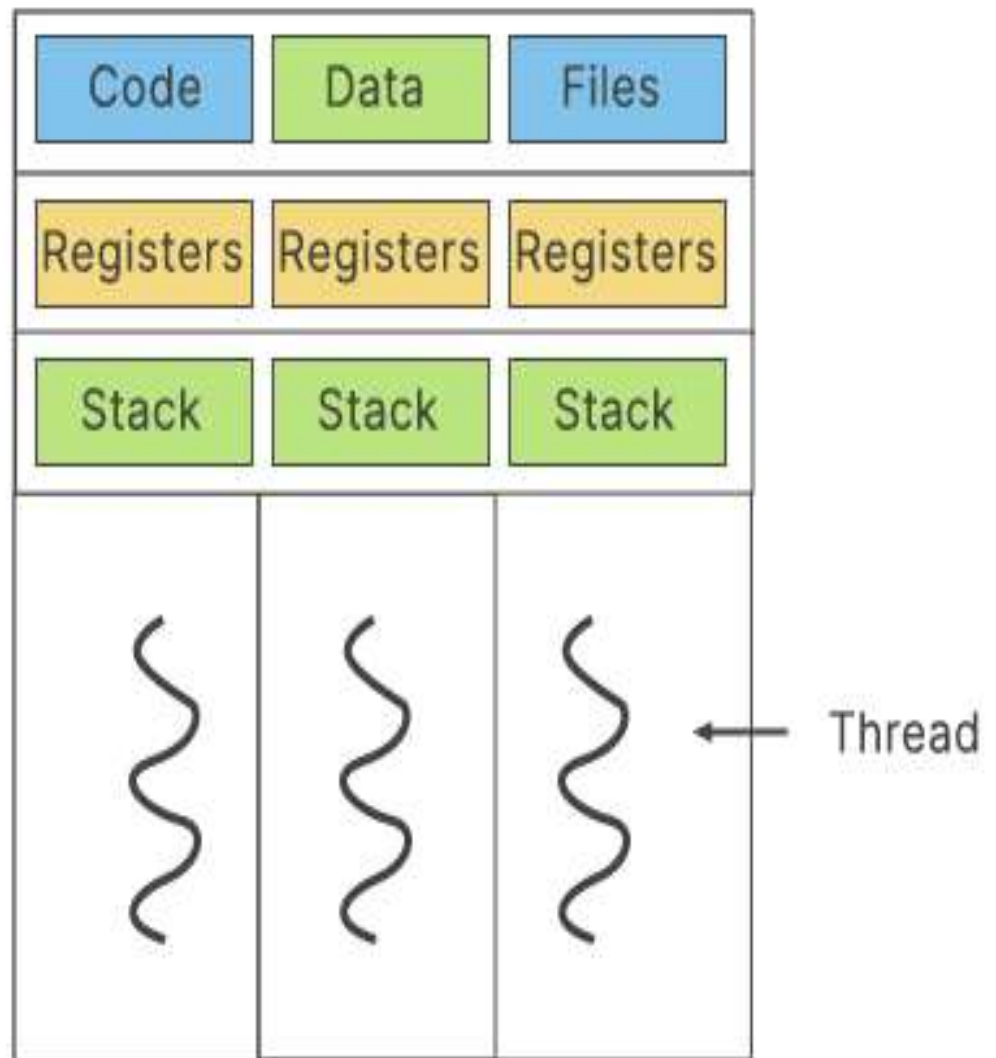 Code Data Files
Registers Registers Registers
Stack Stack Stack
Thread